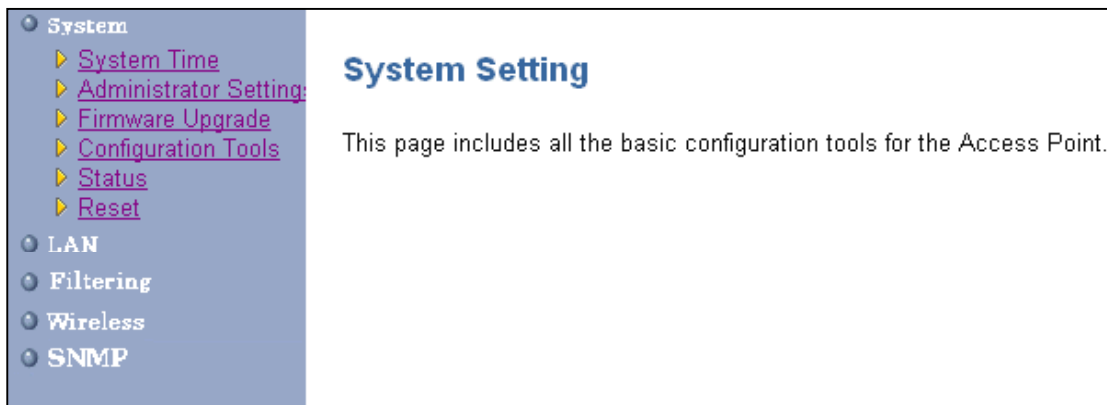 System
System Time
Administrator Settings
Firmware Upgrade
Configuration Tools
Status
Reset
LAN
Filtering
Wireless
SNMP
System Setting
This page includes all the basic configuration tools for the Access Point.